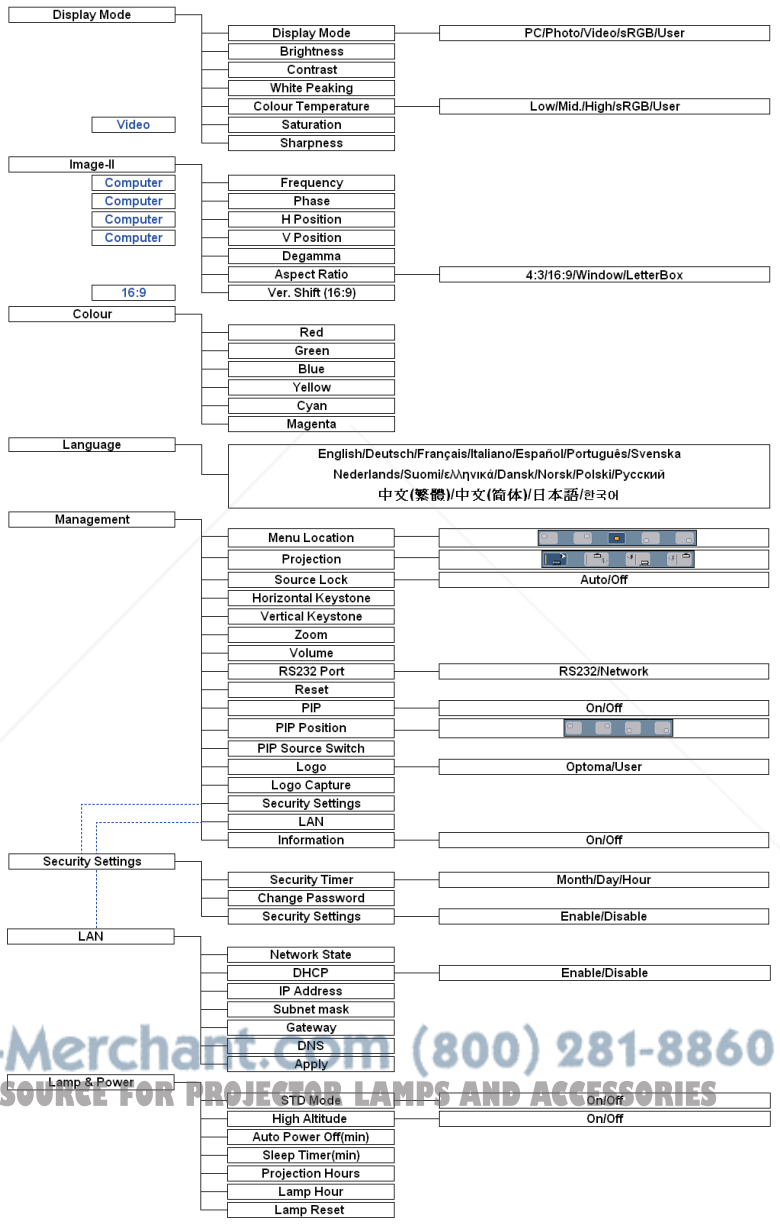 Display Mode
Display Mode PC/Photo/Video/sRGB/User
Brightness
Contrast
White Peaking
Colour Temperature Low/Mid./High/sRGB/User
Video Saturation
Sharpness
Image-II
Computer Frequency
Computer Phase
Computer H Position
Computer V Position
Degamma
Aspect Ratio 4:3/16:9/Window/LetterBox
16:9 Ver. Shift (16:9)
Colour
Red
Green
Blue
Yellow
Cyan
Magenta
Language
English/Deutsch/Français/Italiano/Español/Português/Svenska
Nederlands/Suomi/ελληνικά/Dansk/Norsk/Polski/Русский
中文(繁體)/中文(简体)/日本語/한국어
Management
Menu Location
Projection
Source Lock Auto/Off
Horizontal Keystone
Vertical Keystone
Zoom
Volume
RS232 Port RS232/Network
Reset
PIP On/Off
PIP Position
PIP Source Switch
Logo Optoma/User
Logo Capture
Security Settings
LAN
Information On/Off
Security Settings
Security Timer Month/Day/Hour
Change Password
Security Settings Enable/Disable
LAN
Network State
DHCP Enable/Disable
IP Address
Subnet mask
Gateway
DNS
Apply
-Merchant.com (800) 281-8860
Lamp & Power
SOURCE FOR PROJECTOR LAMPS AND ACCESSORIES
STD Mode On/Off
High Altitude On/Off
Auto Power Off(min)
Sleep Timer(min)
Projection Hours
Lamp Hour
Lamp Reset